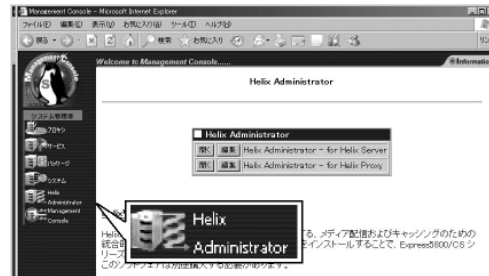 Management Console - Microsoft Internet Explorer
ファイル(F) 編集(E) 表示(V) お気に入り(A) ツール(T) ヘルプ(H)
戻る 検索 お気に入り
Welcome to Management Console......
Informatio
Helix Administrator
システム管理者
プロキシ
サービス
パッケージ
システム
Helix
Administrator
Management
Console
Helix Administrator
開く 編集 Helix Administrator - for Helix Server
開く 編集 Helix Administrator - for Helix Proxy
Helix
Administrator
Helix
する、メディア配信およびキャッシングのための
統合
をインストールすることで、Express5800/CS シ
リーズ
このソフトウェアは別途購入する必要があります。